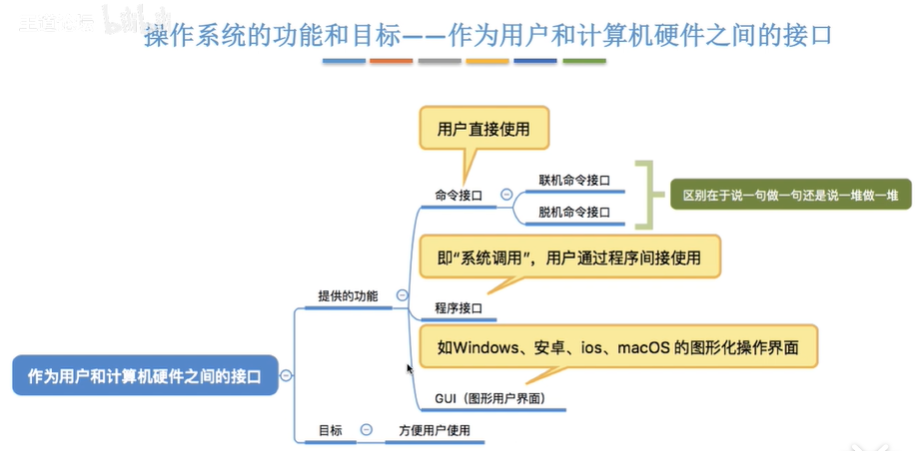 bilibili
操作系统的功能和目标——作为用户和计算机硬件之间的接口
用户直接使用
命令接口
联机命令接口
脱机命令接口
区别在于说一句做一句还是说一堆做一堆
即“系统调用”，用户通过程序间接使用
提供的功能
程序接口
如Windows、安卓、ios、macOS 的图形化操作界面
作为用户和计算机硬件之间的接口
GUI（图形用户界面）
目标
方便用户使用